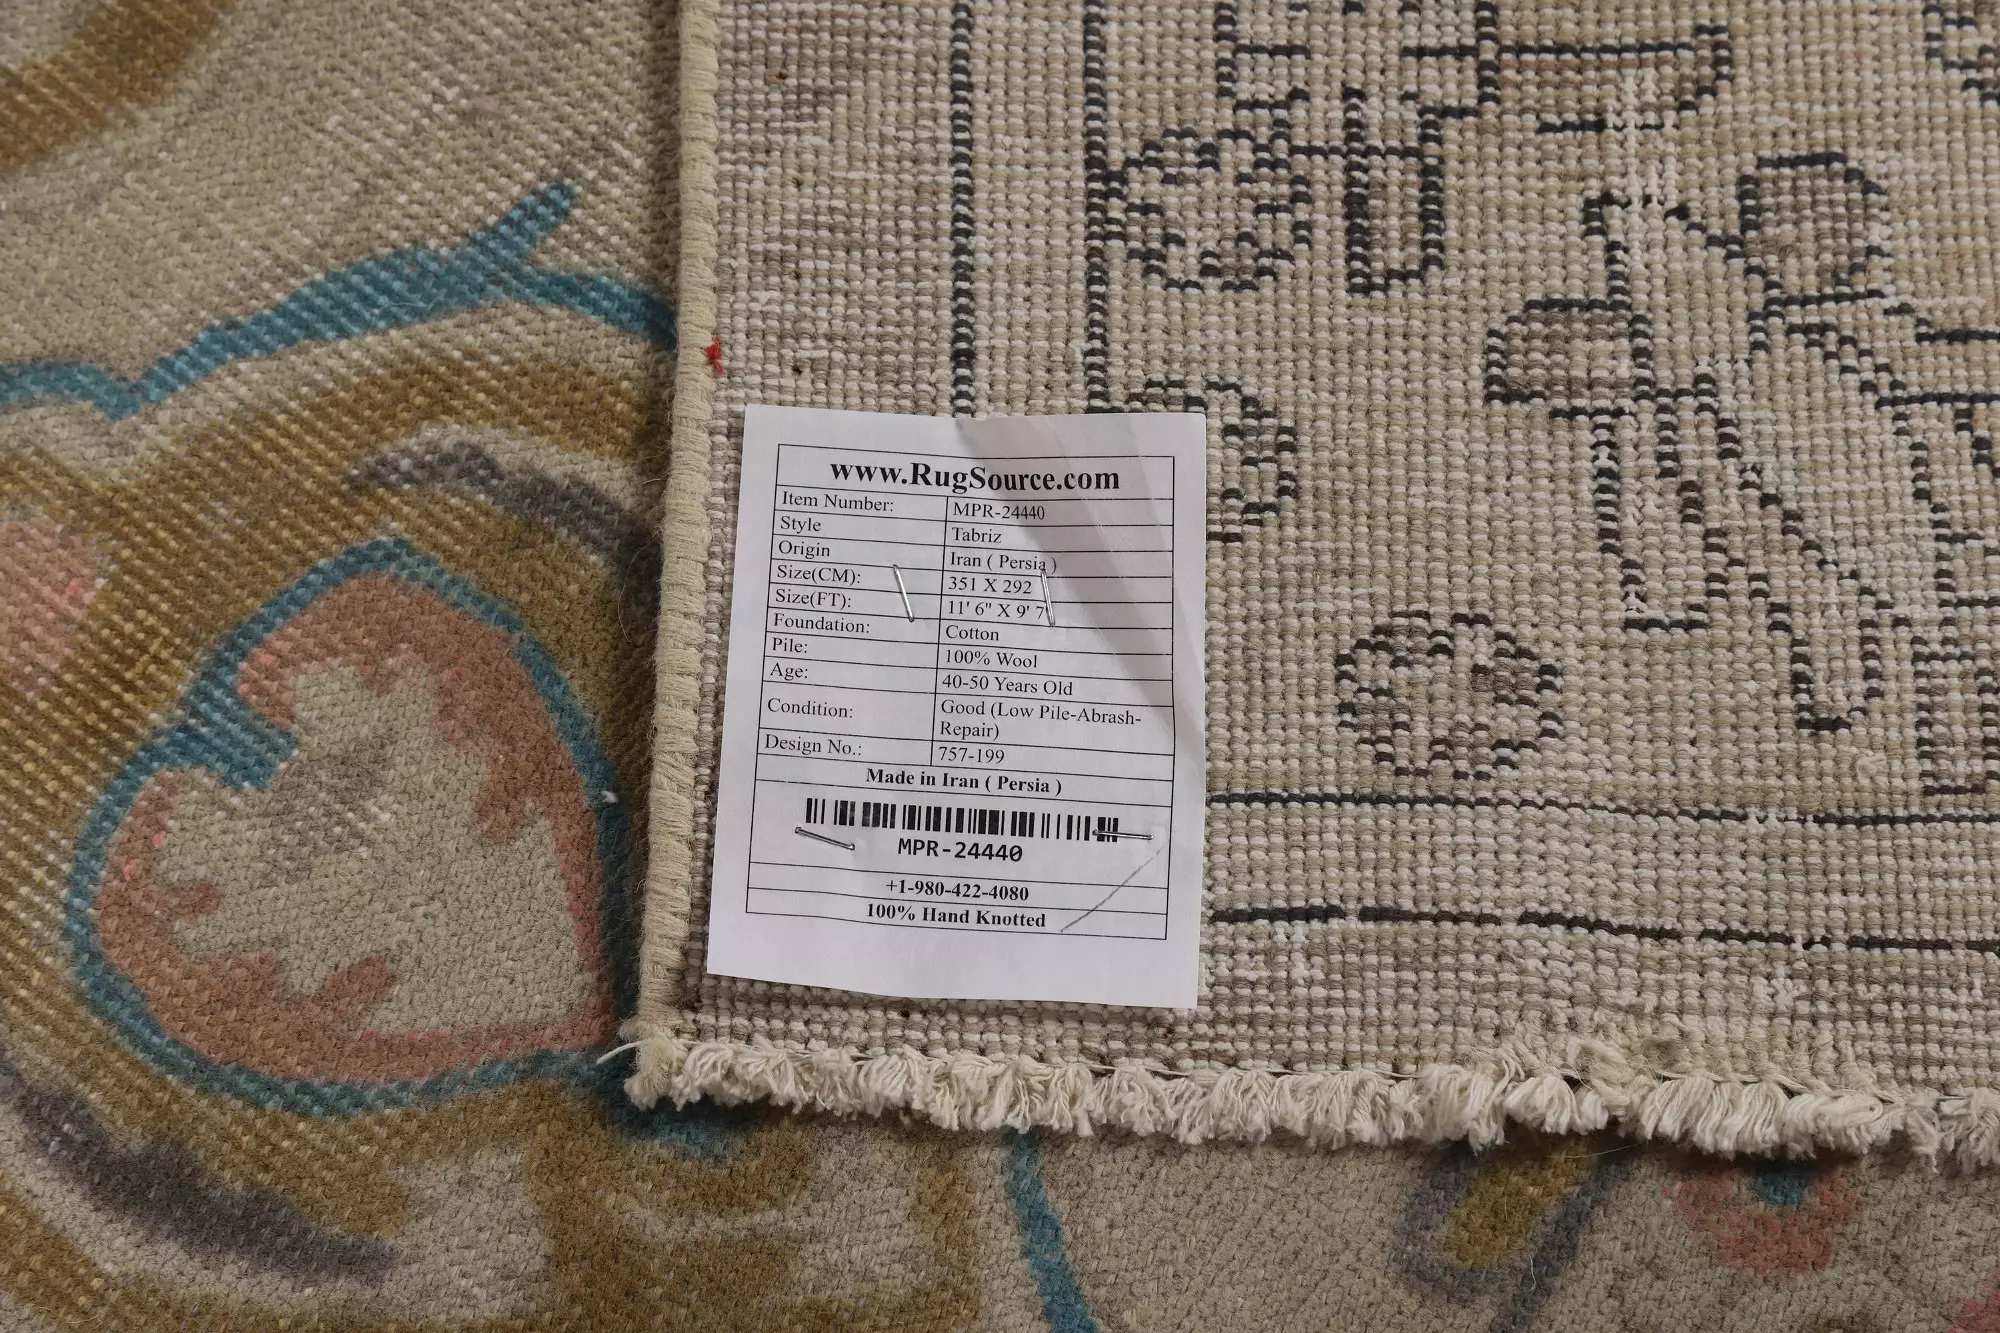 www.RugSource.com
Item Number: MPR-24440
Style Tabriz
Origin Iran ( Persia )
Size(CM): 351 X 292
Size(FT): 11' 6" X 9' 7
Foundation: Cotton
Pile: 100% Wool
Age: 40-50 Years Old
Condition: Good (Low Pile-Abrash-
Repair)
Design No.: 757-199
Made in Iran ( Persia )
MPR-24440
+1-980-422-4080
100% Hand Knotted